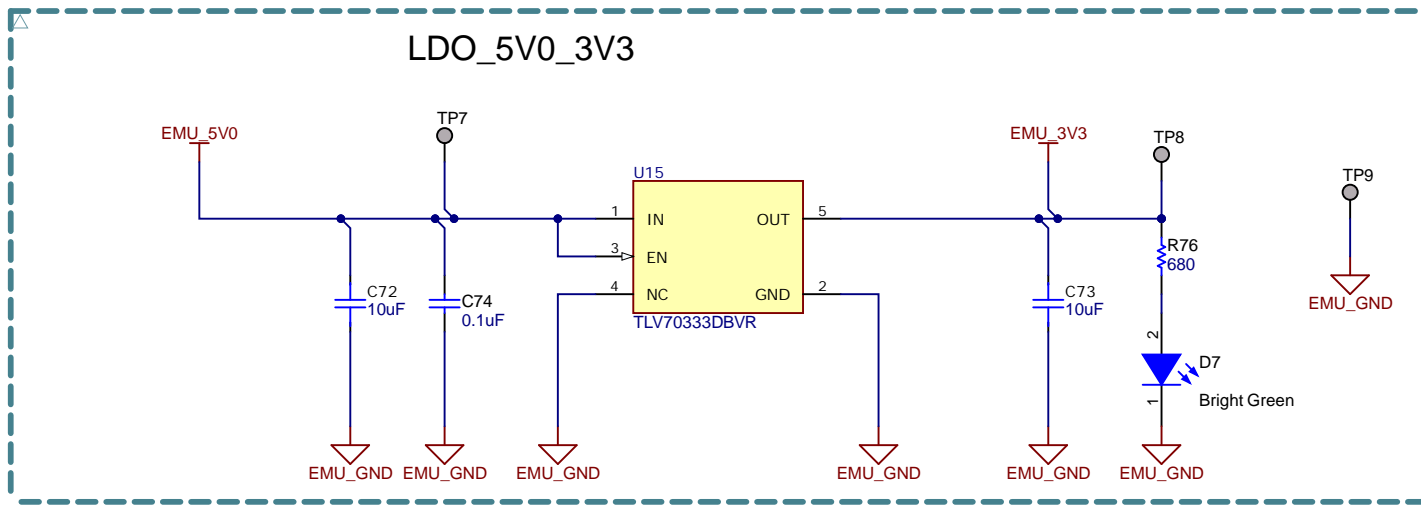 LDO_5V0_3V3
EMU_5V0
TP7
EMU_3V3
TP8
TP9
U15
1
IN
OUT
5
3
EN
4
NC
GND
2
TLV70333DBVR
C72
10uF
C74
0.1uF
C73
10uF
R76
680
2
D7
1
Bright Green
EMU_GND
EMU_GND
EMU_GND
EMU_GND
EMU_GND
EMU_GND
EMU_GND